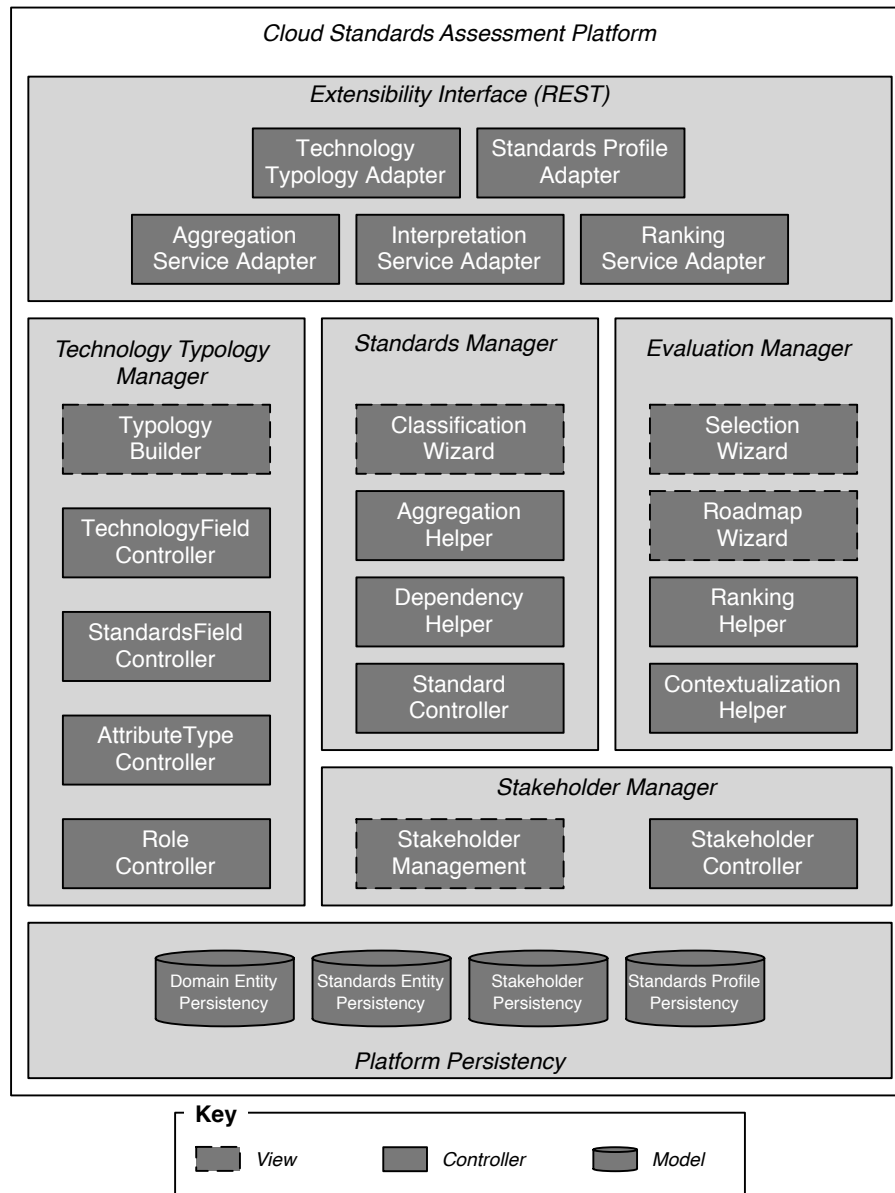 Cloud Standards Assessment Platform
Extensibility Interface (REST)
Technology
Typology Adapter
Standards Profile
Adapter
Aggregation
Service Adapter
Interpretation
Service Adapter
Ranking
Service Adapter
Technology Typology
Manager
Typology
Builder
TechnologyField
Controller
StandardsField
Controller
AttributeType
Controller
Role
Controller
Standards Manager
Classification
Wizard
Aggregation
Helper
Dependency
Helper
Standard
Controller
Evaluation Manager
Selection
Wizard
Roadmap
Wizard
Ranking
Helper
Contextualization
Helper
Stakeholder Manager
Stakeholder
Management
Stakeholder
Controller
Domain Entity
Persistency
Standards Entity
Persistency
Stakeholder
Persistency
Standards Profile
Persistency
Platform Persistency
Key
View
Controller
Model